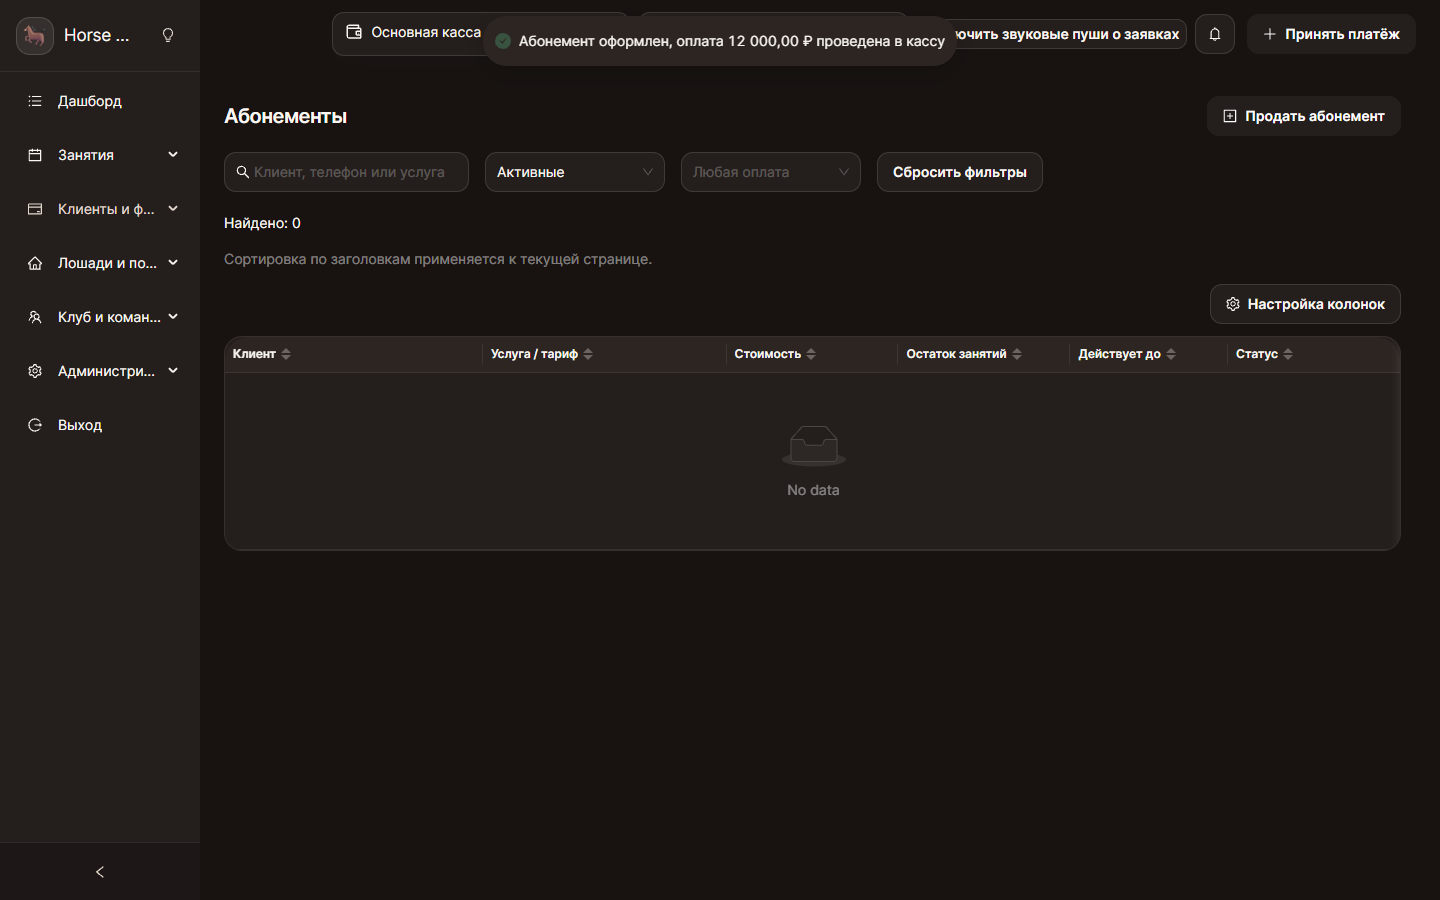 Horse ...
Основная касса
Абонемент оформлен, оплата 12 000,00 ₽ проведена в кассу
ючить звуковые пуши о заявках
Принять платёж
Дашборд
Занятия
Клиенты и ф...
Лошади и по...
Клуб и коман...
Администри...
Выход
Абонементы
Продать абонемент
Клиент, телефон или услуга
Активные
Любая оплата
Сбросить фильтры
Найдено: 0
Сортировка по заголовкам применяется к текущей странице.
Настройка колонок
Клиент
Услуга / тариф
Стоимость
Остаток занятий
Действует до
Статус
No data